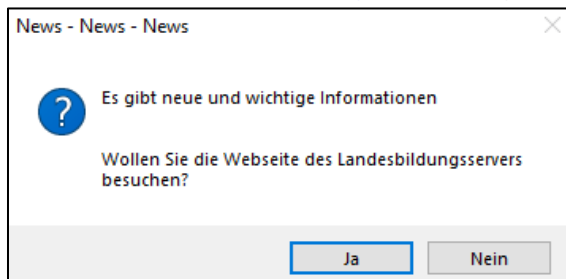 News - News - News
Es gibt neue und wichtige Informationen
Wollen Sie die Webseite des Landesbildungsservers
besuchen?
Ja
Nein